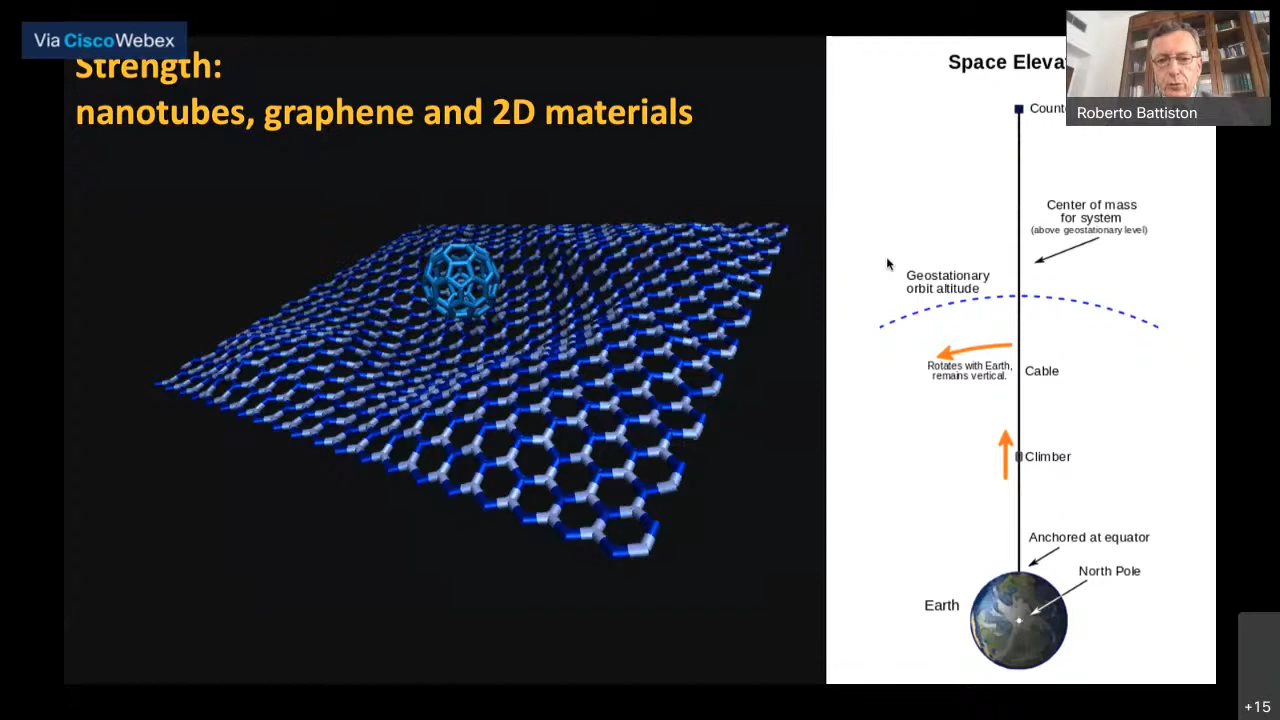 Via CiscoWebex
Strength:
nanotubes, graphene and 2D materials
Space Eleva
Roberto Battiston
Count
Center of mass
for system
(above geostationary level)
Geostationary
orbit altitude
Rotates with Earth,
remains vertical.
Cable
Climber
Anchored at equator
North Pole
Earth
+15